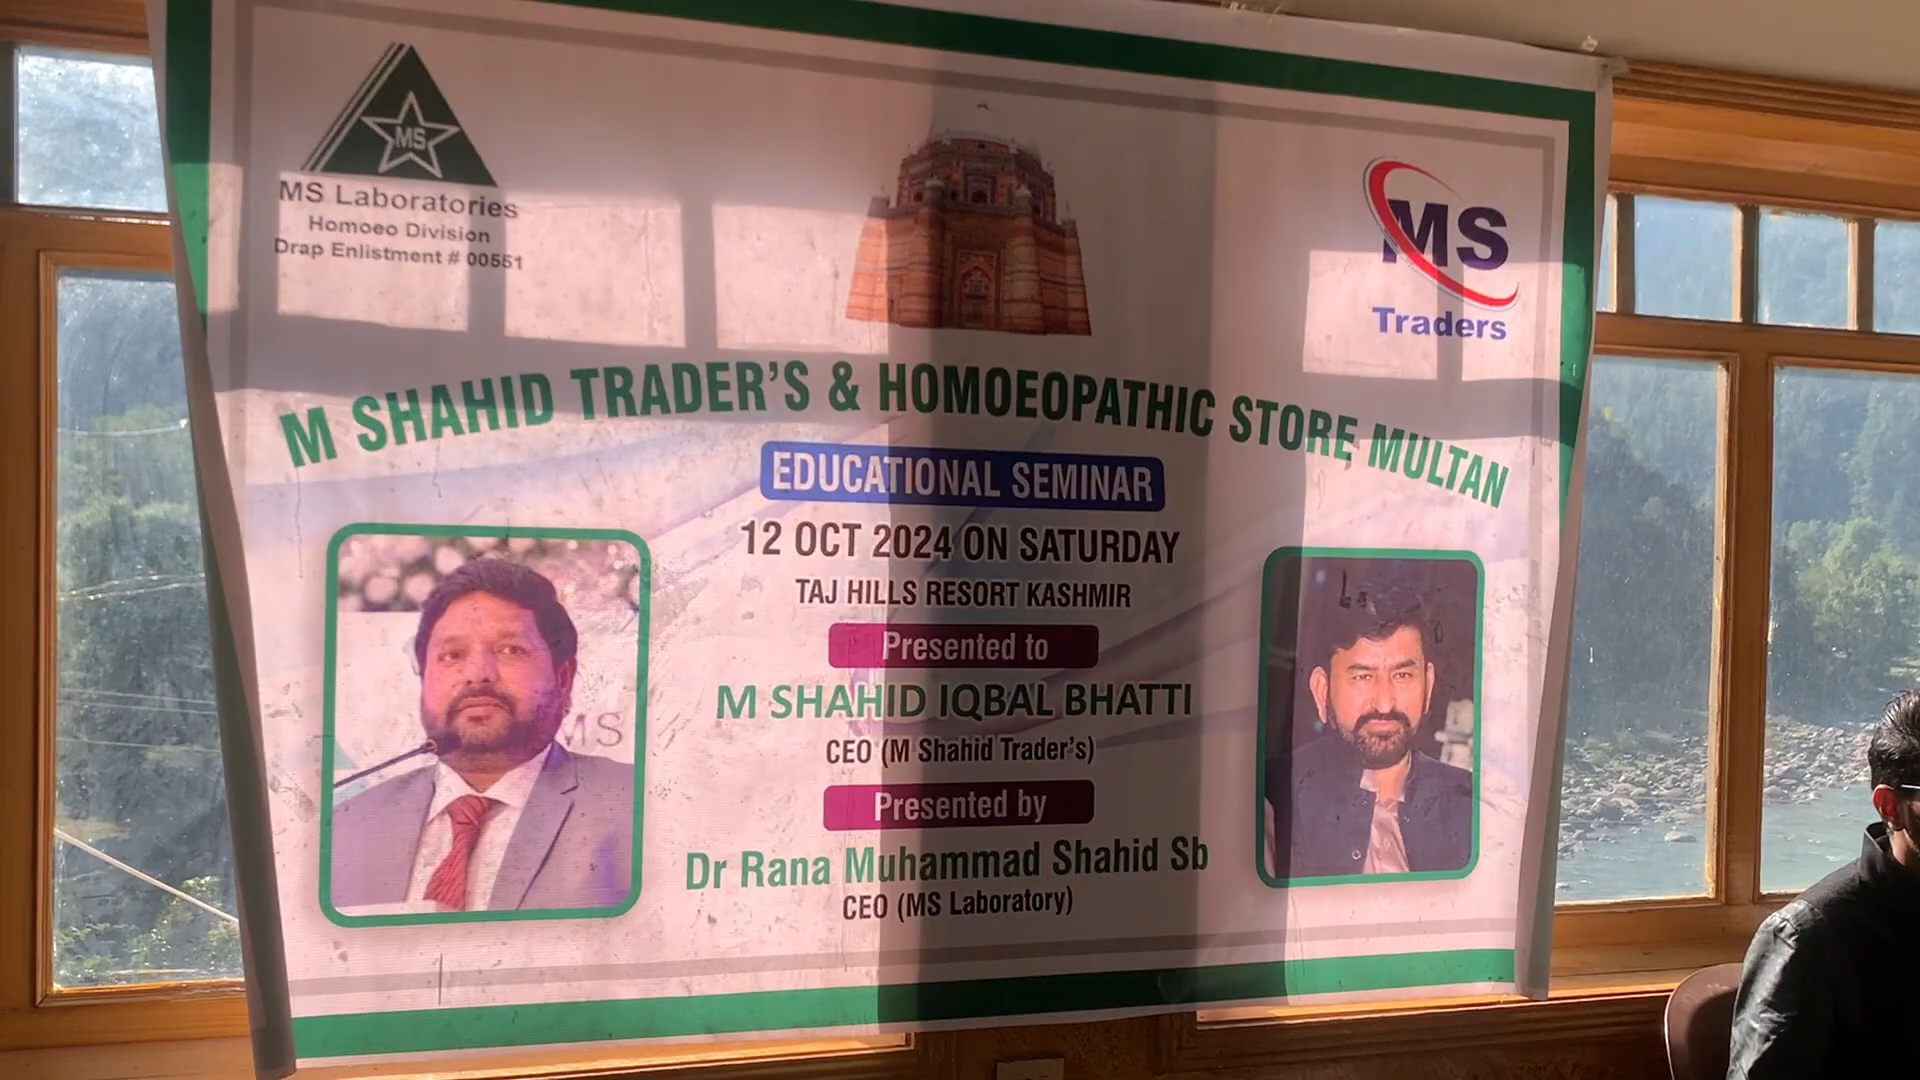 MS
MS Laboratories
Homoeo Division
Drap Enlistment # 00551
MS
Traders
M SHAHID TRADER'S & HOMOEOPATHIC STORE MULTAN
EDUCATIONAL SEMINAR
12 OCT 2024 ON SATURDAY
TAJ HILLS RESORT KASHMIR
Presented to
M SHAHID IQBAL BHATTI
CEO (M Shahid Trader's)
Presented by
Dr Rana Muhammad Shahid Sb
CEO (MS Laboratory)
MS